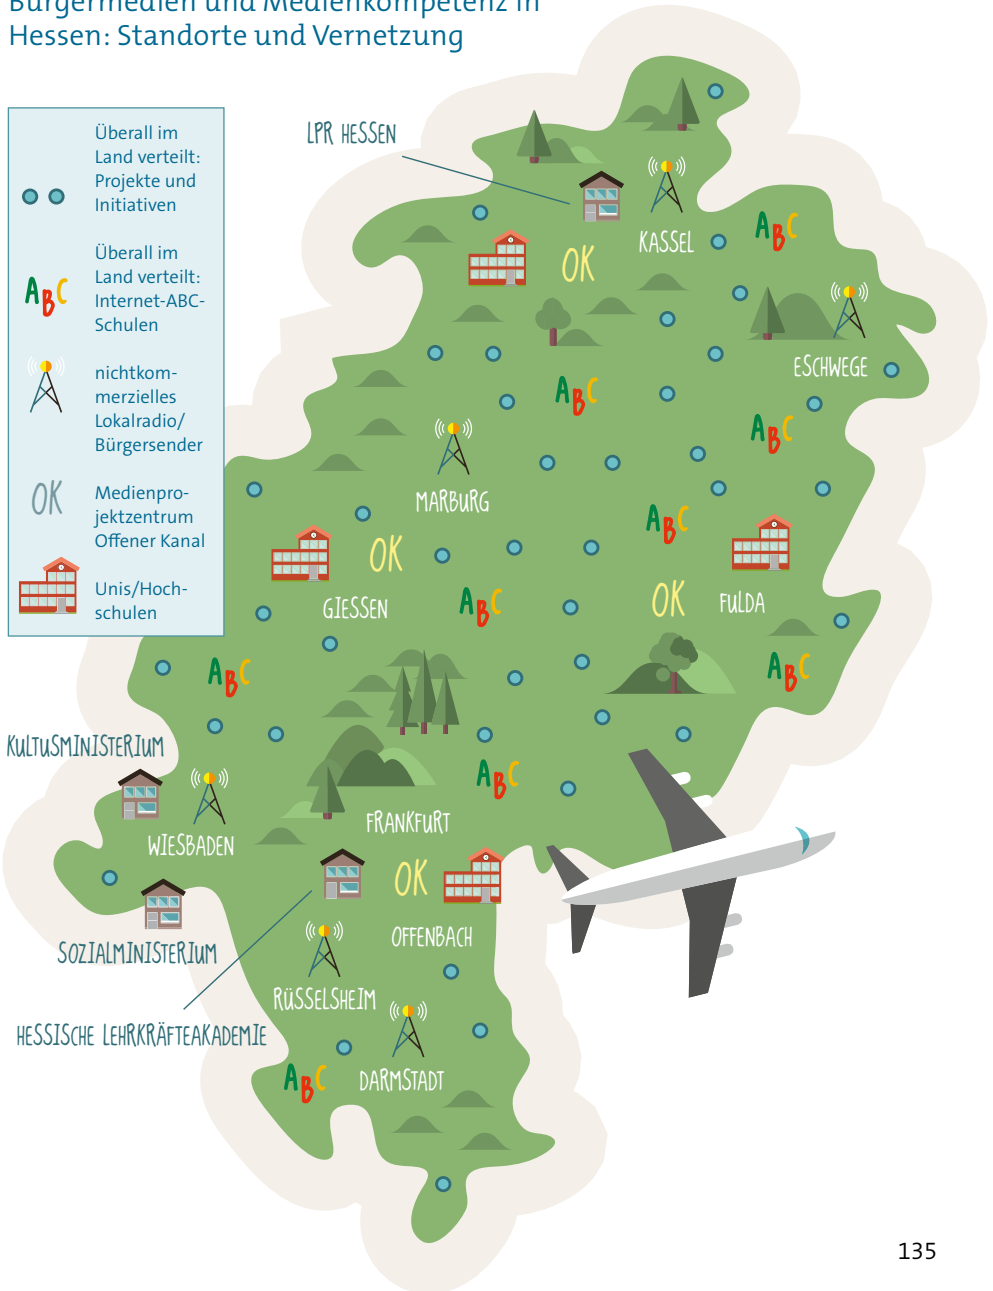 Bürgermedien und Medienkompetenz in
Hessen: Standorte und Vernetzung
Überall im
Land verteilt:
Projekte und
Initiativen
ABC
Überall im
Land verteilt:
Internet-ABC-
Schulen
nichtkom-
merzielles
Lokalradio/
Bürgersender
OK
Medienpro-
jektzentrum
Offener Kanal
Unis/Hoch-
schulen
LPR HESSEN
KASSEL
ABC
OK
ESCHWEGE
ABC
ABC
MARBURG
ABC
OK
GIESSEN
ABC
OK
FULDA
ABC
ABC
KULTUSMINISTERIUM
WIESBADEN
ABC
FRANKFURT
OK
OFFENBACH
SOZIALMINISTERIUM
RÜSSELSHEIM
HESSISCHE LEHRKRÄFTEAKADEMIE
ABC
DARMSTADT
135